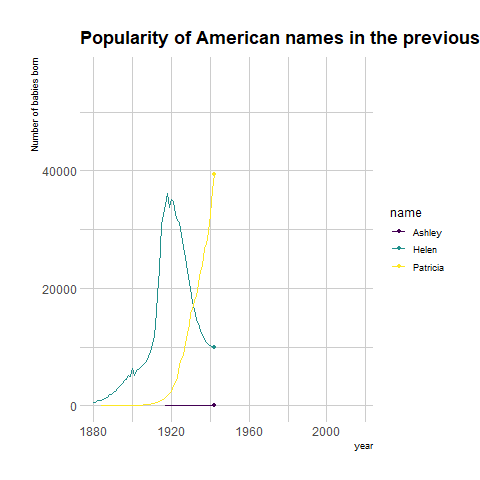 Popularity of American names in the previous
Number of babies born
40000
20000
0
1880 1920 1960 2000
year
name
Ashley
Helen
Patricia